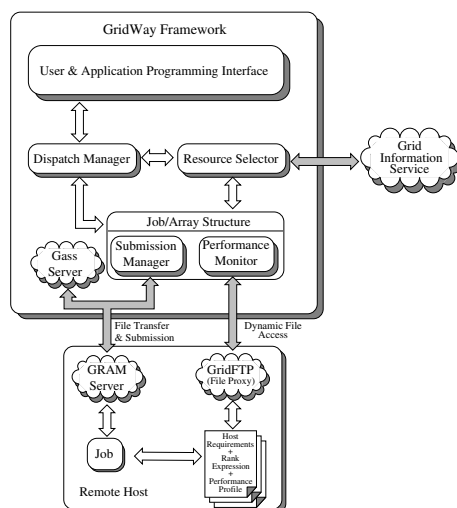 GridWay Framework
User & Application Programming Interface
Dispatch Manager
Resource Selector
Grid
Information
Service
Job/Array Structure
Submission
Manager
Performance
Monitor
Gass
Server
File Transfer
& Submission
Dynamic File
Access
GRAM
Server
GridFTP
(File Proxy)
Job
Host
Requirements
+
Rank
Expression
+
Performance
Profile
Remote Host